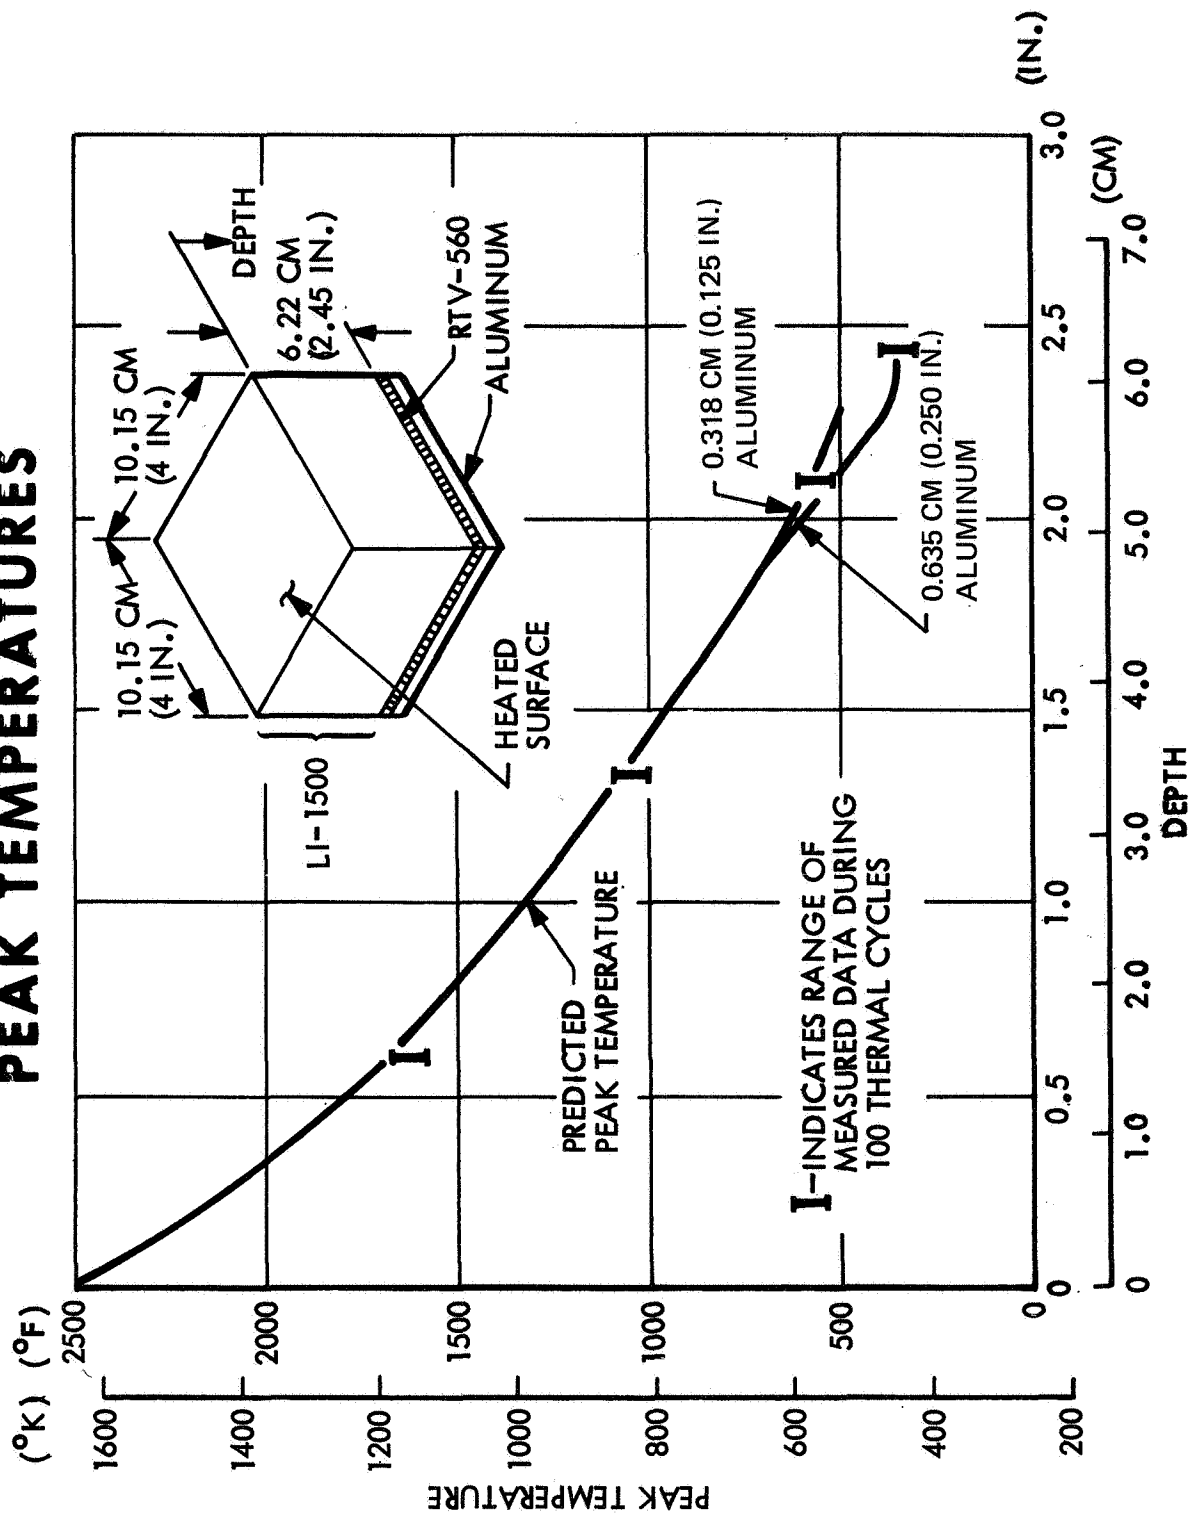 PEAK TEMPERATURES
(°K) (°F)
2500
2000
1500
1000
500
0
1600
1400
1200
1000
800
600
400
200
PEAK TEMPERATURE
10.15 CM
(4 IN.)
10.15 CM
(4 IN.)
DEPTH
6.22 CM
(2.45 IN.)
RTV-560
ALUMINUM
LI-1500
HEATED
SURFACE
PREDICTED
PEAK TEMPERATURE
0.318 CM (0.125 IN.)
ALUMINUM
0.635 CM (0.250 IN.)
ALUMINUM
I-INDICATES RANGE OF
MEASURED DATA DURING
100 THERMAL CYCLES
0 0.5 1.0 1.5 2.0 2.5 3.0 (IN.)
0 1.0 2.0 3.0 4.0 5.0 6.0 7.0 (CM)
DEPTH